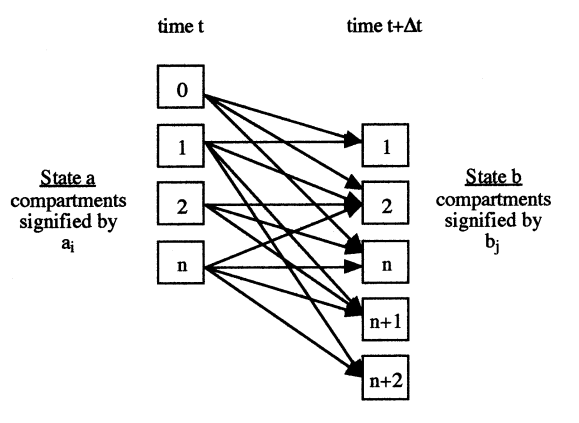 time t
time t+Δt
0
1
2
n
State a
compartments
signified by
aᵢ
1
2
n
n+1
n+2
State b
compartments
signified by
bⱼ